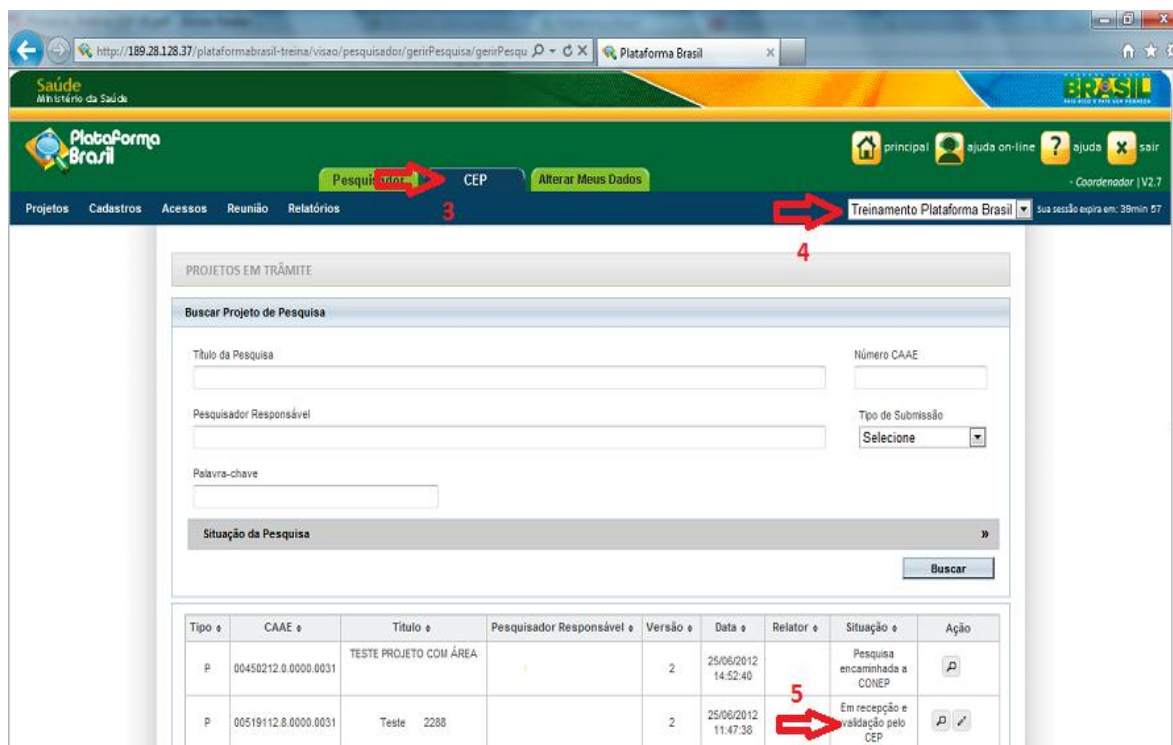 http://189.28.128.37/plataformabrasil-treina/visao/pesquisador/gerirPesquisa/gerirPesqu
Plataforma Brasil
Saúde
Ministério da Saúde
BRASIL
PAÍS RICO É PAÍS SEM POBREZA
Plataforma Brasil
principal
ajuda on-line
? ajuda
x sair
Pesquisador
CEP
Alterar Meus Dados
- Coordenador | V2.7
Projetos Cadastros Acessos Reunião Relatórios
3
Treinamento Plataforma Brasil
Sua sessão expira em: 39min 57
4
PROJETOS EM TRÂMITE
Buscar Projeto de Pesquisa
Título da Pesquisa
Número CAAE
Pesquisador Responsável
Tipo de Submissão
Selecione
Palavra-chave
Situação da Pesquisa »
Buscar
Tipo CAAE Título Pesquisador Responsável Versão Data Relator Situação Ação
P 00450212.0.0000.0031 TESTE PROJETO COM ÁREA 2 25/06/2012 14:52:40 Pesquisa encaminhada a CONEP
5
P 00519112.8.0000.0031 Teste 2288 2 25/06/2012 11:47:38 Em recepção e validação pelo CEP